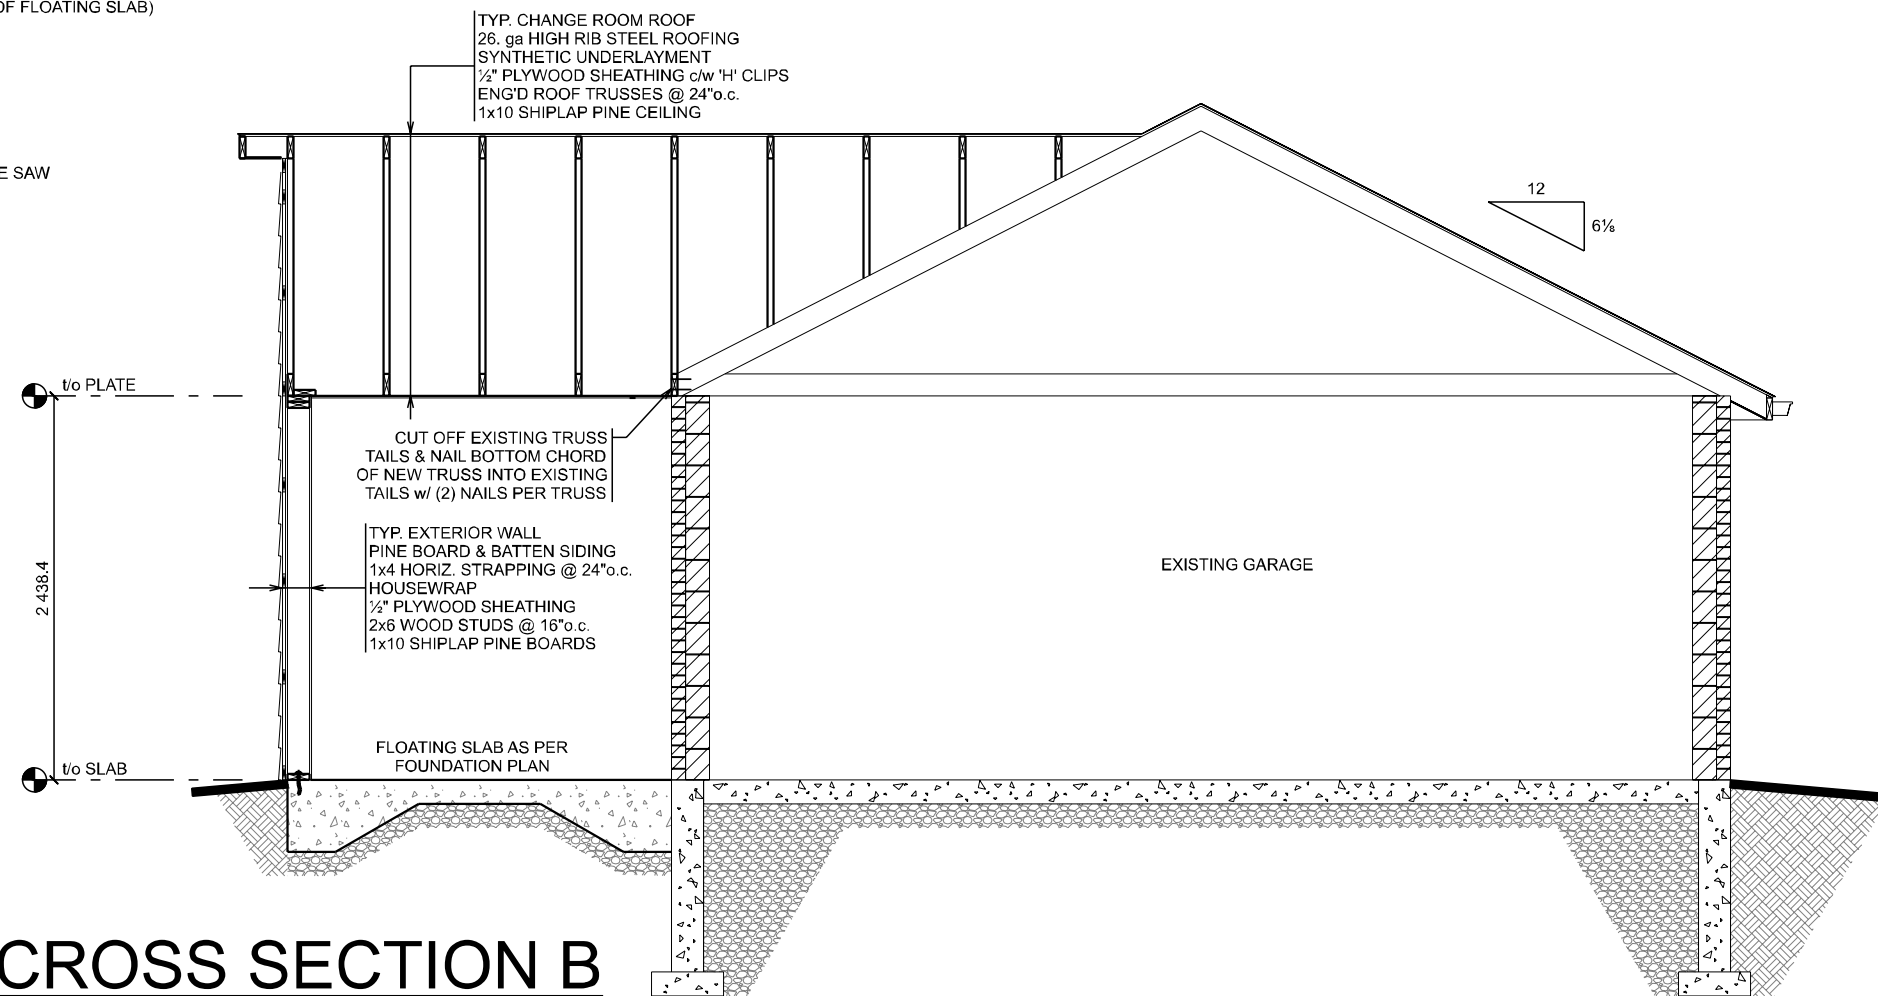 OF FLOATING SLAB)
TYP. CHANGE ROOM ROOF
26. ga HIGH RIB STEEL ROOFING
SYNTHETIC UNDERLAYMENT
½" PLYWOOD SHEATHING c/w 'H' CLIPS
ENG'D ROOF TRUSSES @ 24"o.c.
1x10 SHIPLAP PINE CEILING
SAW
12
6⅛
t/o PLATE
CUT OFF EXISTING TRUSS
TAILS & NAIL BOTTOM CHORD
OF NEW TRUSS INTO EXISTING
TAILS w/ (2) NAILS PER TRUSS
TYP. EXTERIOR WALL
PINE BOARD & BATTEN SIDING
1x4 HORIZ. STRAPPING @ 24"o.c.
HOUSEWRAP
½" PLYWOOD SHEATHING
2x6 WOOD STUDS @ 16"o.c.
1x10 SHIPLAP PINE BOARDS
2 438.4
EXISTING GARAGE
FLOATING SLAB AS PER
FOUNDATION PLAN
t/o SLAB
CROSS SECTION B